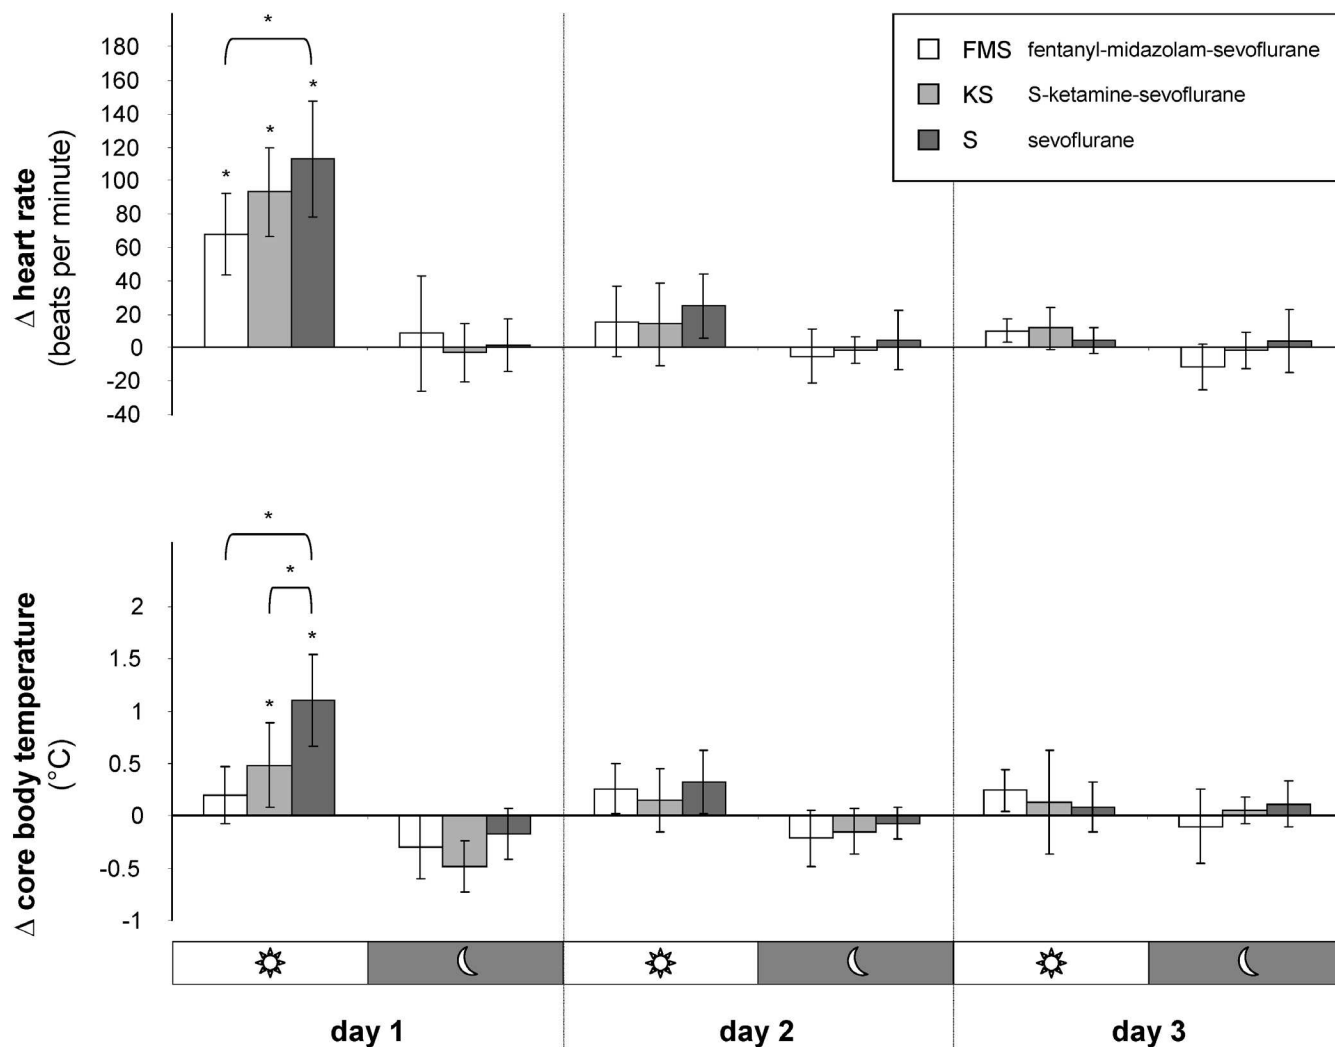 FMS fentanyl-midazolam-sevoflurane
KS S-ketamine-sevoflurane
S sevoflurane
Δ heart rate
(beats per minute)
180
160
140
120
100
80
60
40
20
0
-20
-40
*
*
*
*
Δ core body temperature
(°C)
2
1.5
1
0.5
0
-0.5
-1
*
*
*
*
day 1
day 2
day 3